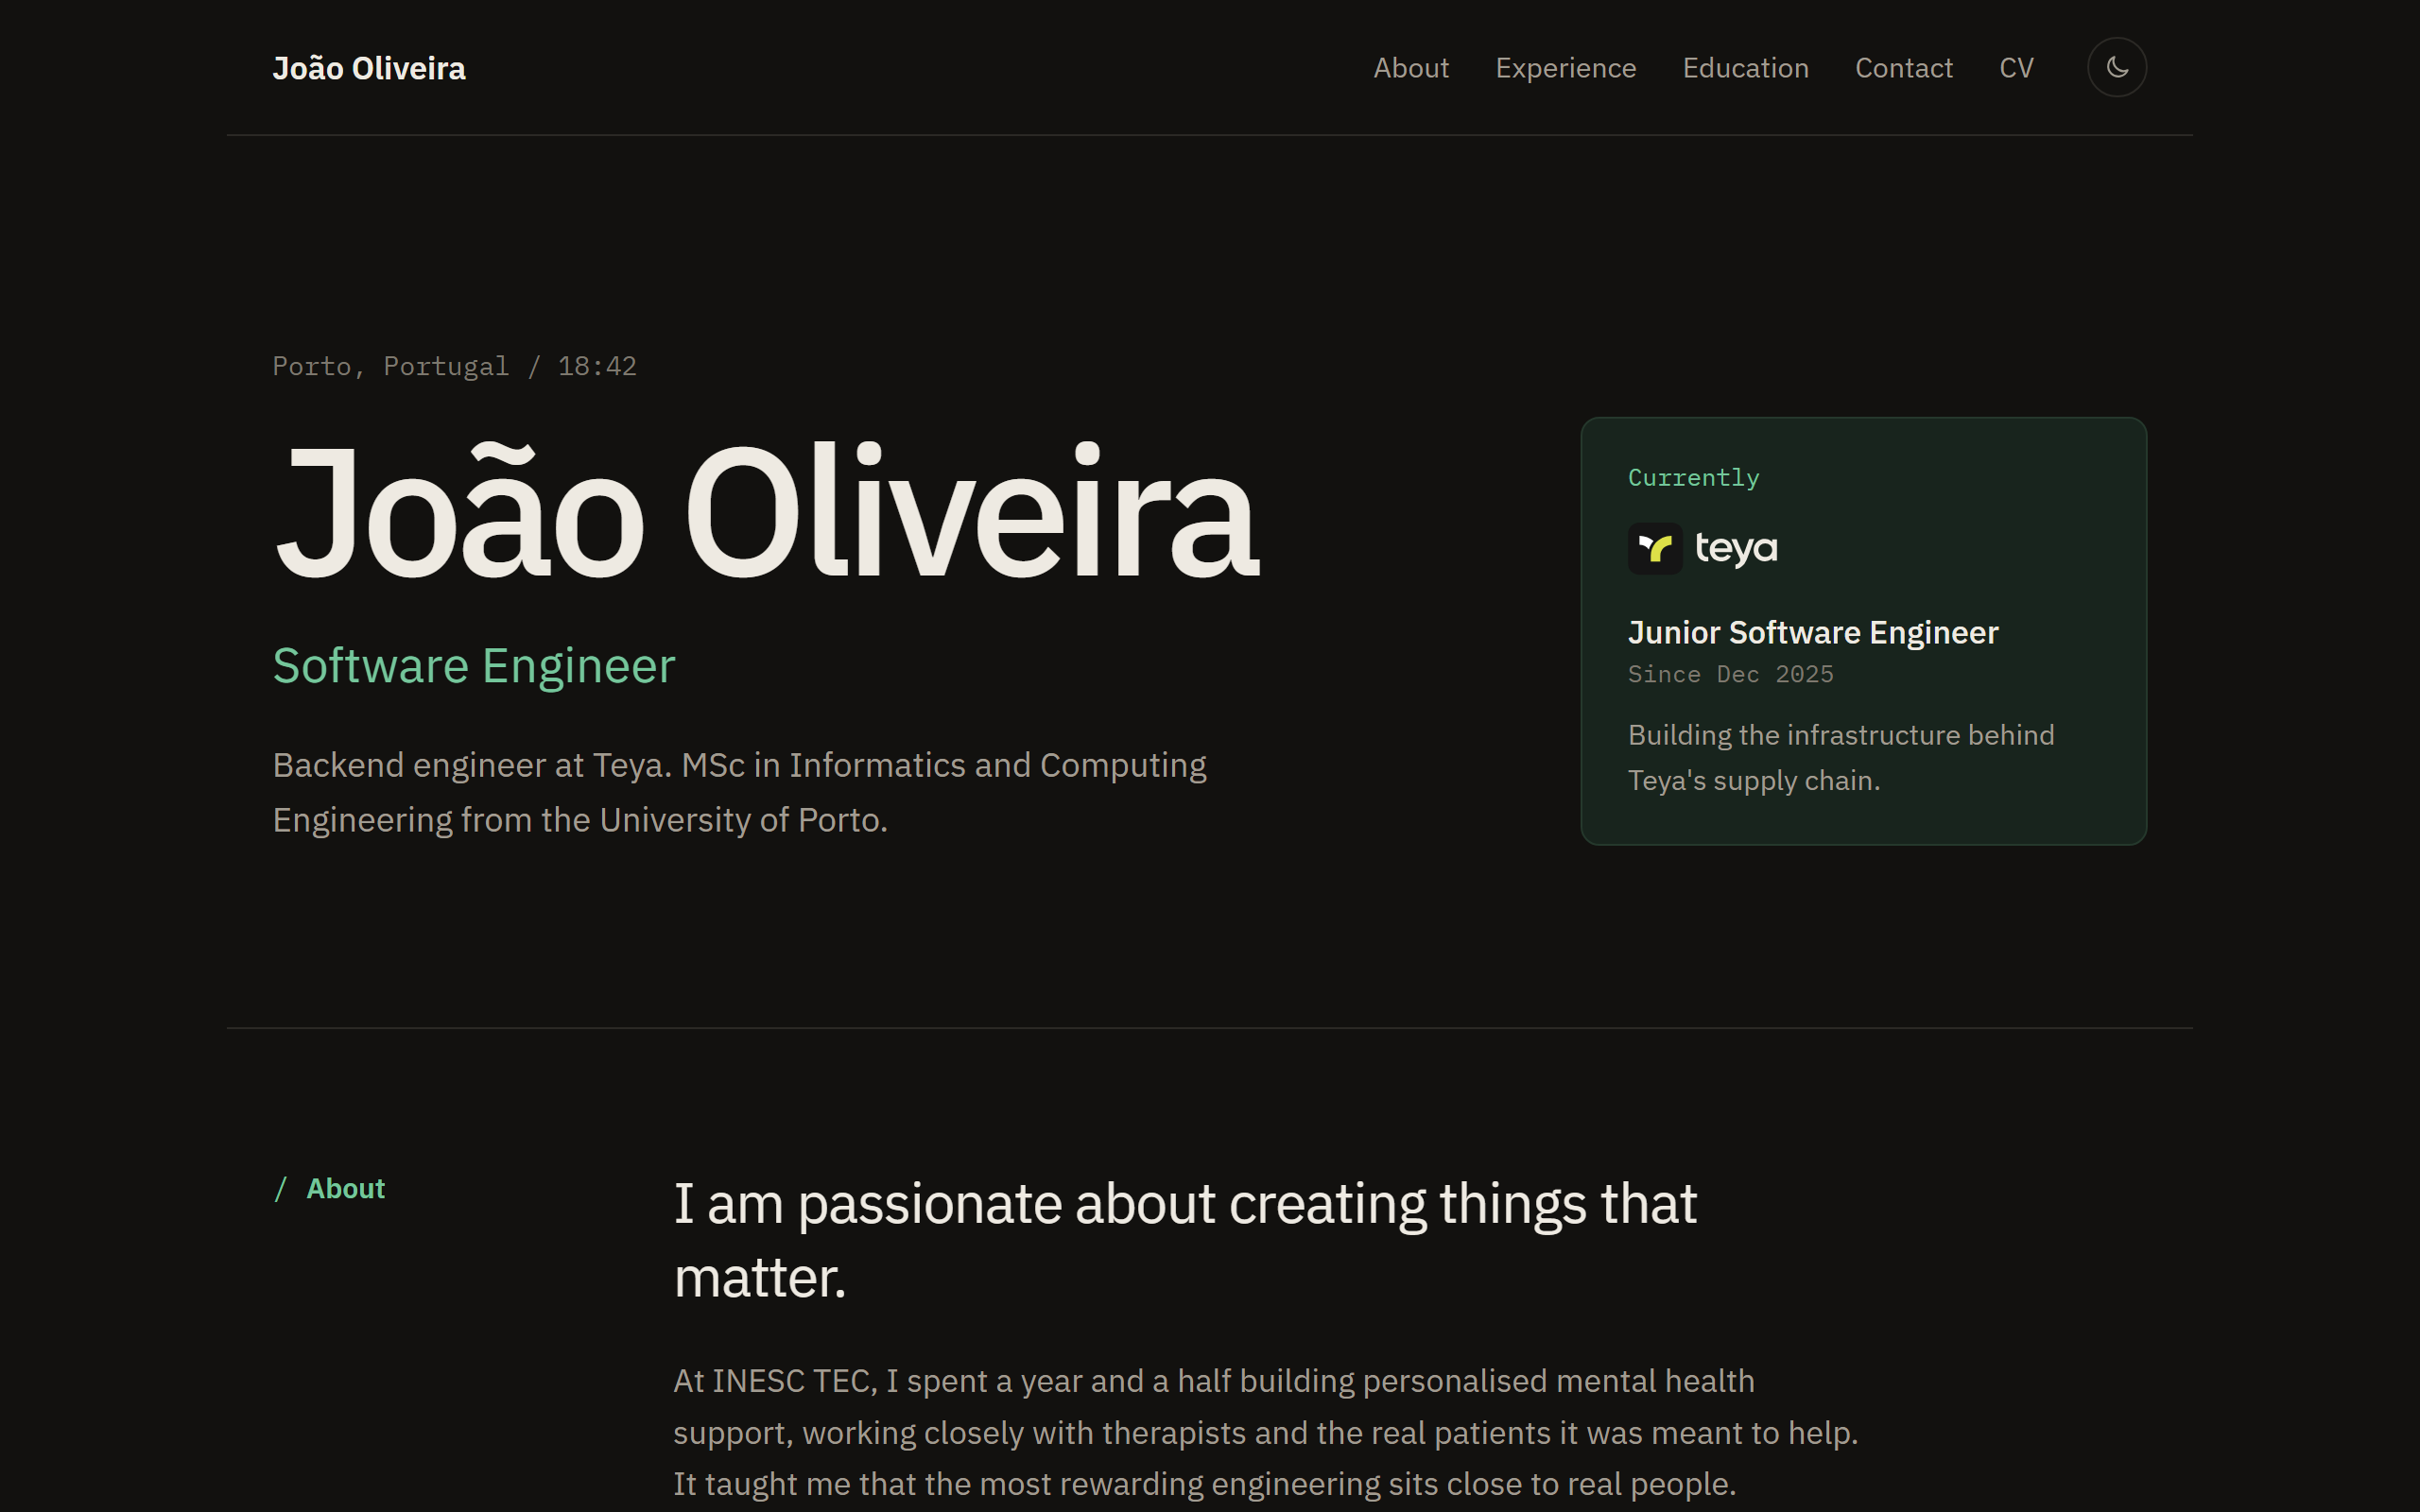 João Oliveira
About Experience Education Contact CV
Porto, Portugal / 18:42
João Oliveira
Software Engineer
Backend engineer at Teya. MSc in Informatics and Computing
Engineering from the University of Porto.
Currently
teya
Junior Software Engineer
Since Dec 2025
Building the infrastructure behind
Teya's supply chain.
/ About
I am passionate about creating things that
matter.
At INESC TEC, I spent a year and a half building personalised mental health
support, working closely with therapists and the real patients it was meant to help.
It taught me that the most rewarding engineering sits close to real people.